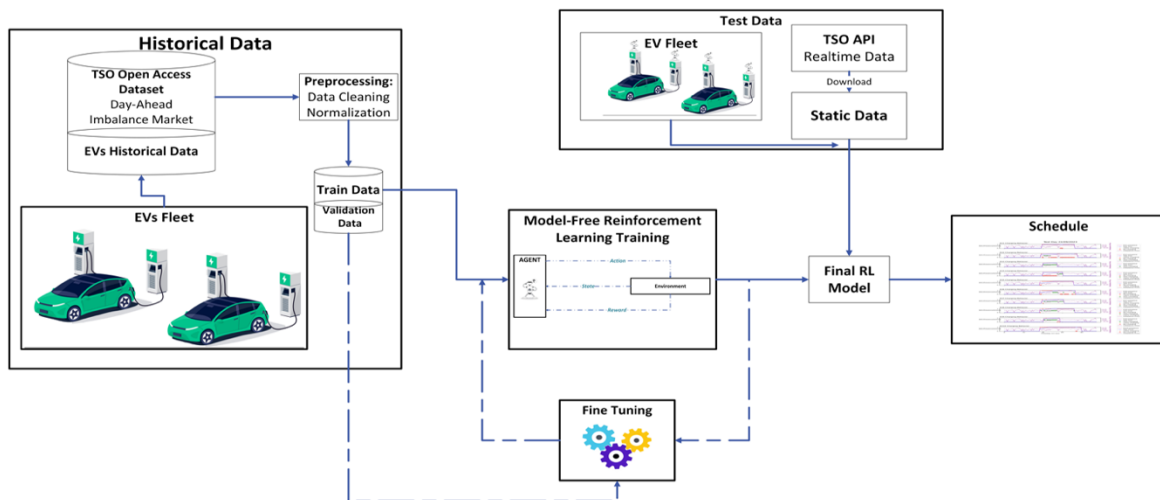 Historical Data
TSO Open Access
Dataset
Day-Ahead
Imbalance Market
EVs Historical Data
Preprocessing:
Data Cleaning
Normalization
Train Data
Validation
Data
EVs Fleet
Test Data
EV Fleet
TSO API
Realtime Data
Download
Static Data
Model-Free Reinforcement
Learning Training
AGENT
Action
State
Environment
Reward
Final RL
Model
Schedule
Fine Tuning